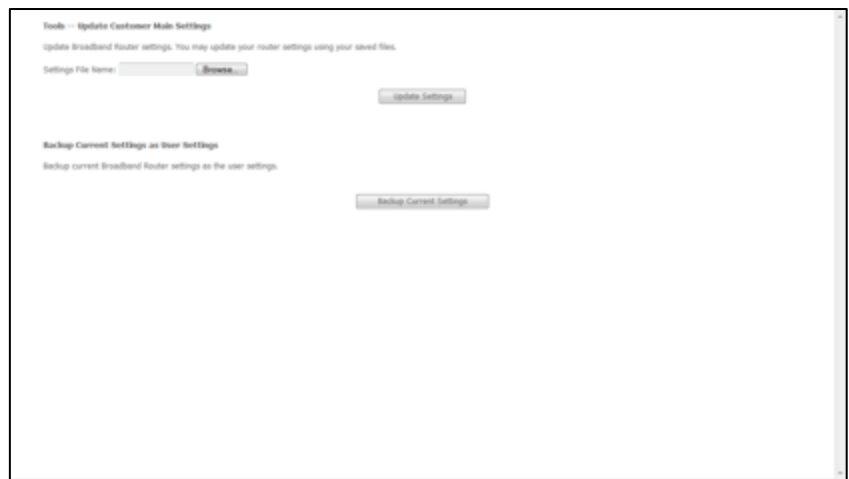 Tools -- Update Customer Main Settings
Update Broadband Router settings. You may update your router settings using your saved files.
Settings File Name: Browse...
Update Settings
Backup Current Settings as User Settings
Backup current Broadband Router settings as the user settings.
Backup Current Settings